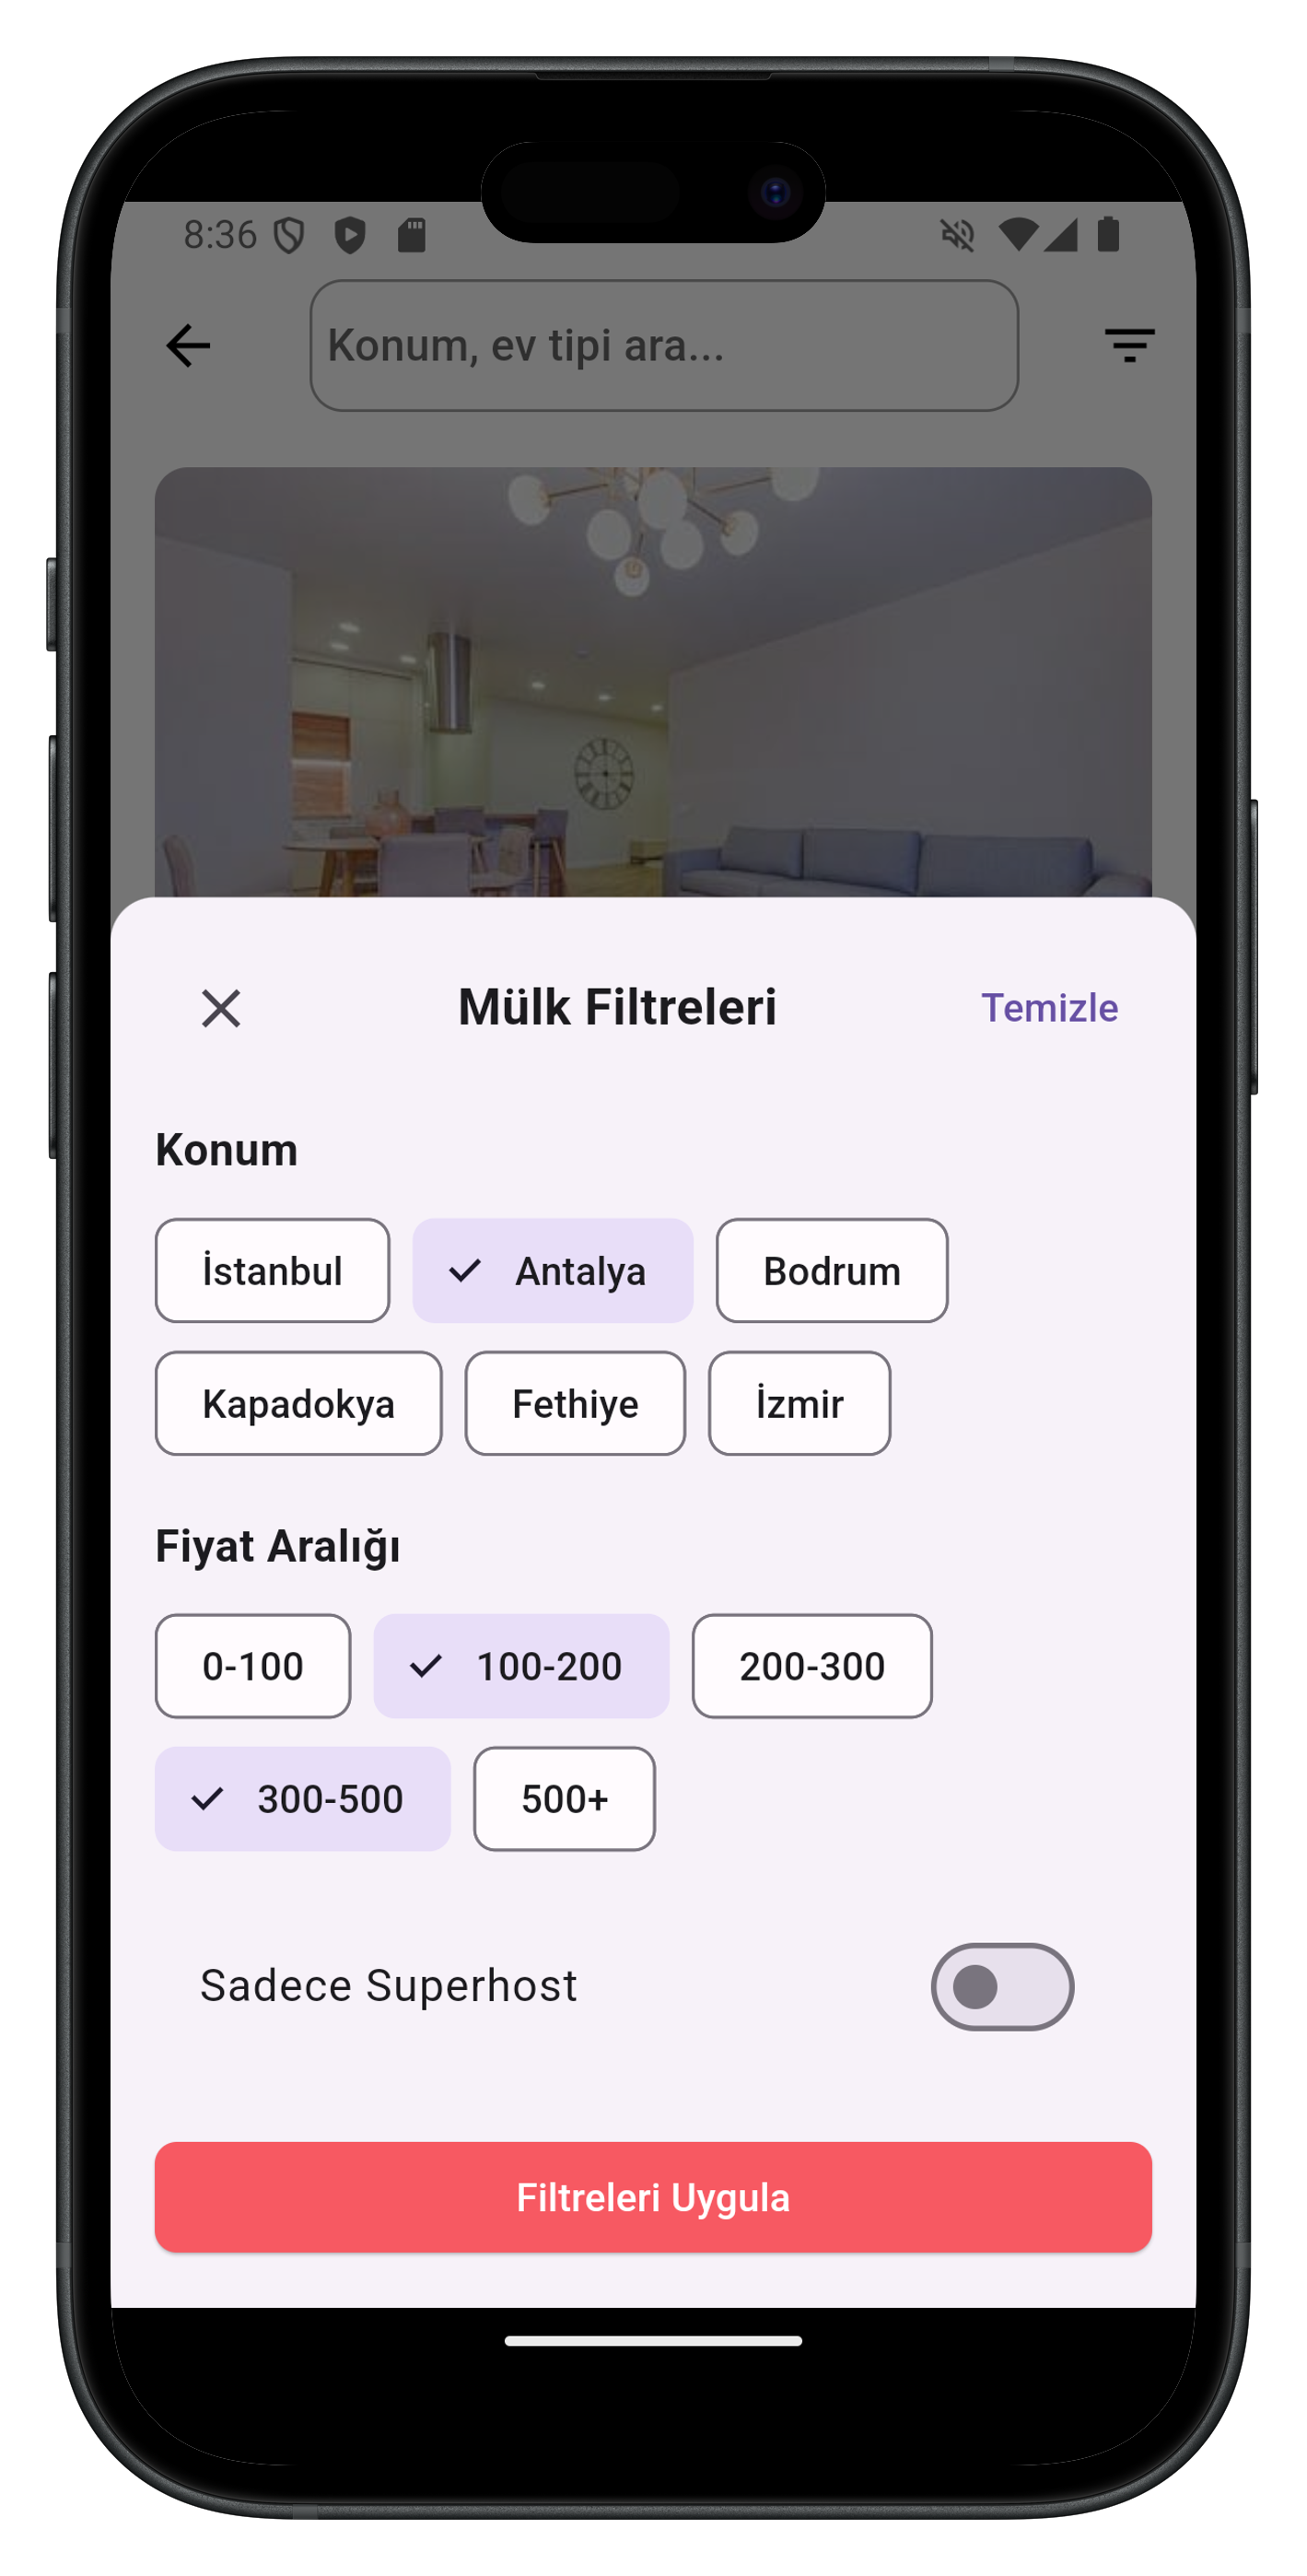 8:36
Konum, ev tipi ara...
Mülk Filtreleri Temizle
Konum
İstanbul Antalya Bodrum
Kapadokya Fethiye İzmir
Fiyat Aralığı
0-100 100-200 200-300
300-500 500+
Sadece Superhost
Filtreleri Uygula